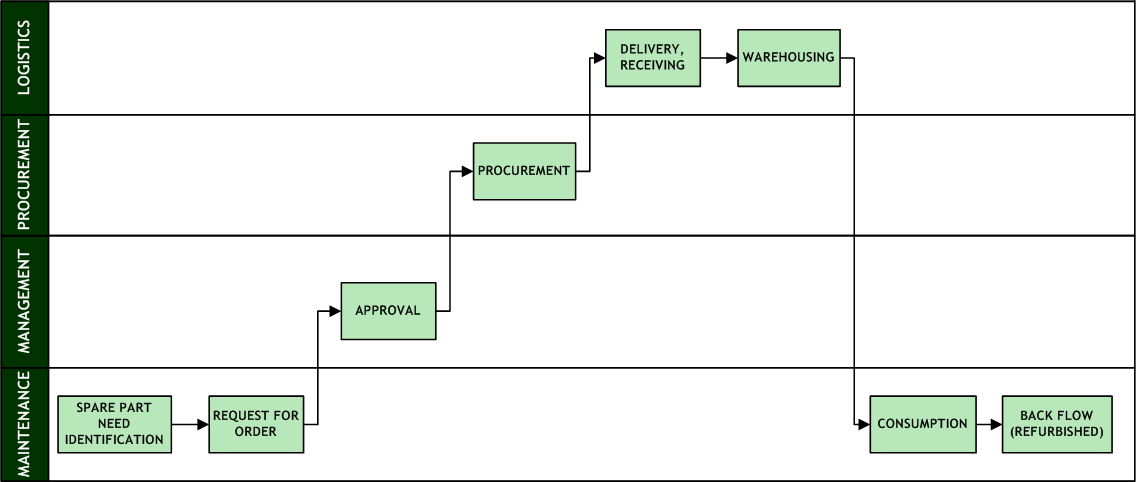 LOGISTICS
DELIVERY,
RECEIVING
WAREHOUSING
PROCUREMENT
PROCUREMENT
MANAGEMENT
APPROVAL
MAINTENANCE
SPARE PART
NEED
IDENTIFICATION
REQUEST FOR
ORDER
CONSUMPTION
BACK FLOW
(REFURBISHED)